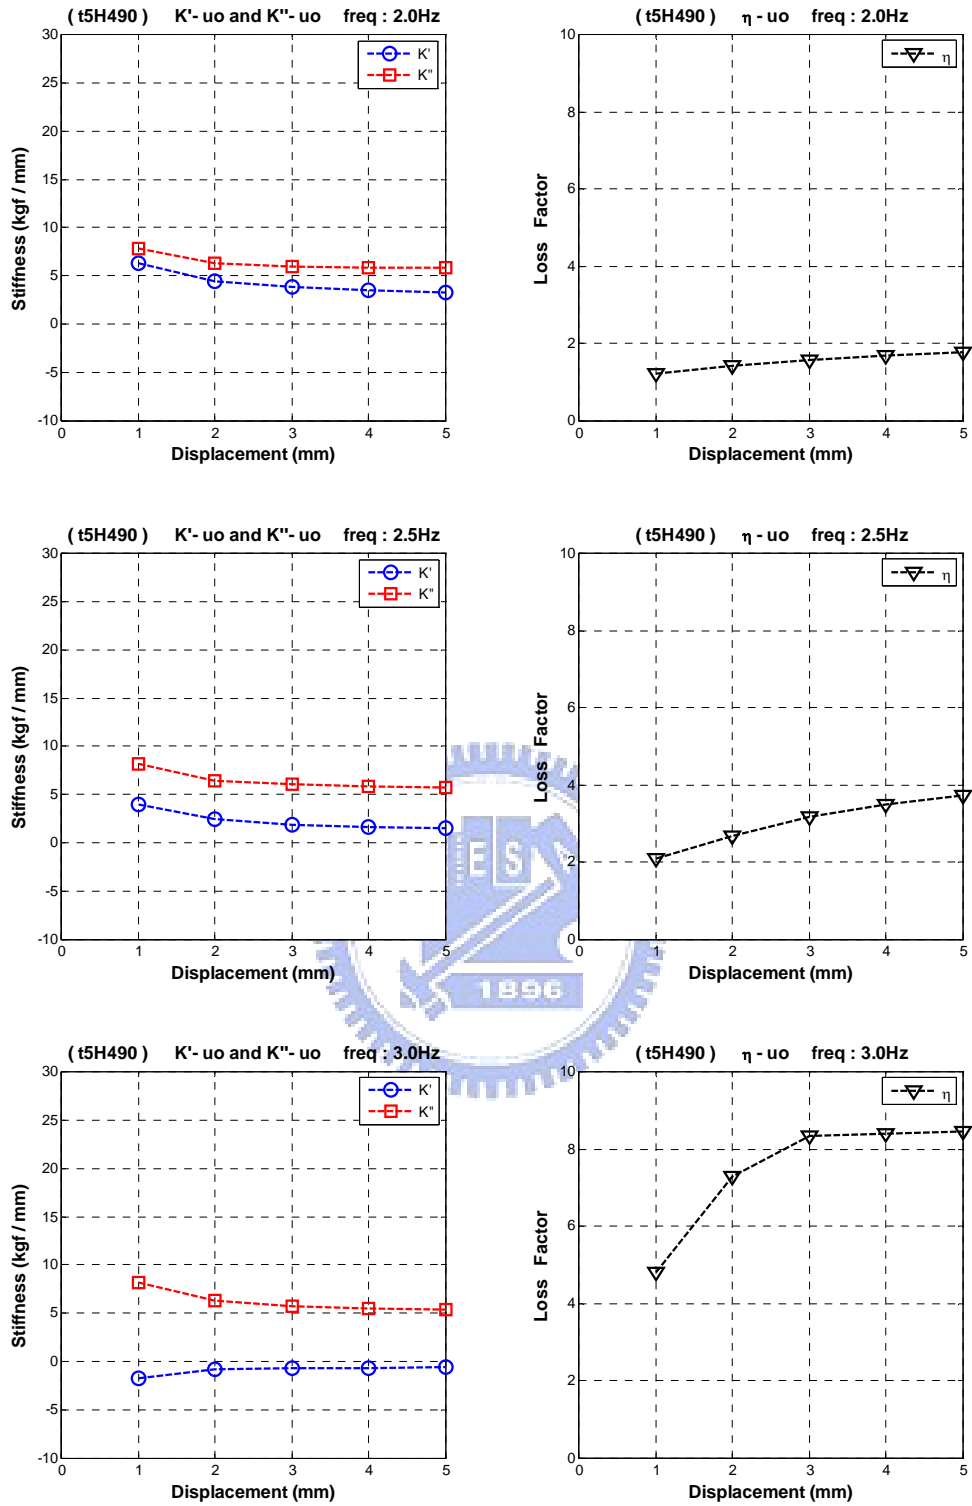 ( t5H490 ) K'- uo and K''- uo freq : 2.0Hz
30
25
20
15
10
5
0
-5
-10
0 1 2 3 4 5
Stiffness (kgf / mm)
Displacement (mm)
K'
K''
( t5H490 ) η - uo freq : 2.0Hz
10
8
6
4
2
0
0 1 2 3 4 5
Loss Factor
Displacement (mm)
η
( t5H490 ) K'- uo and K''- uo freq : 2.5Hz
30
25
20
15
10
5
0
-5
-10
0 1 2 3 4 5
Stiffness (kgf / mm)
Displacement (mm)
K'
K''
( t5H490 ) η - uo freq : 2.5Hz
10
8
6
4
2
0
0 1 2 3 4 5
Loss Factor
Displacement (mm)
η
ES
1896
( t5H490 ) K'- uo and K''- uo freq : 3.0Hz
30
25
20
15
10
5
0
-5
-10
0 1 2 3 4 5
Stiffness (kgf / mm)
Displacement (mm)
K'
K''
( t5H490 ) η - uo freq : 3.0Hz
10
8
6
4
2
0
0 1 2 3 4 5
Loss Factor
Displacement (mm)
η